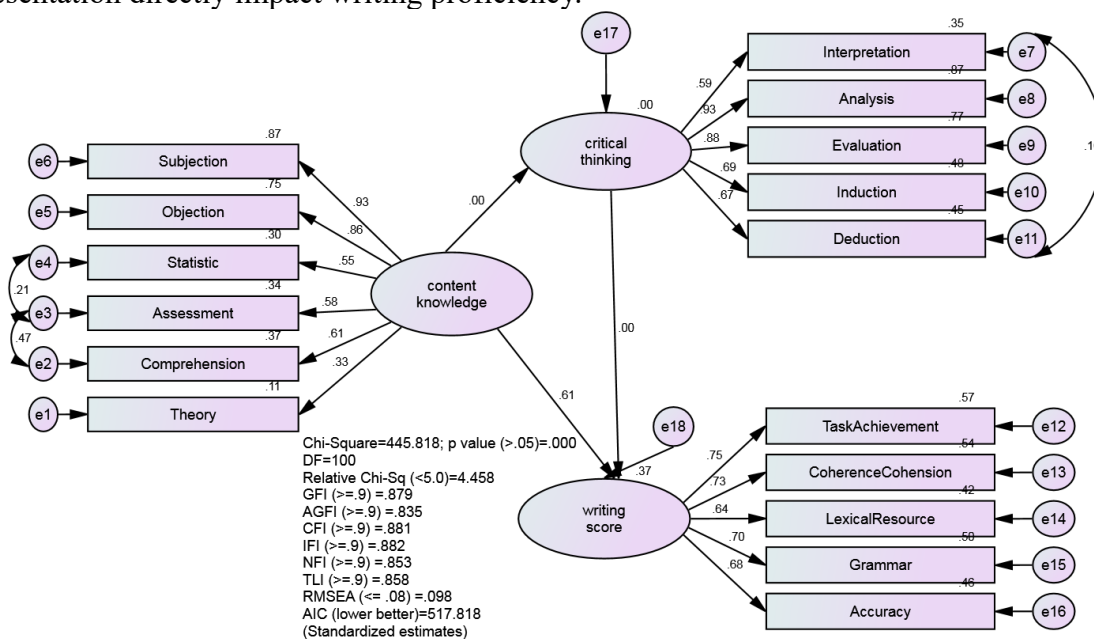 esentation directly impact writing proficiency.
e17
.35
Interpretation
e7
.59
.87
.00
.93
Analysis
e8
.77
critical
thinking
.88
Evaluation
e9
.48
.69
Induction
e10
.67
.45
Deduction
e11
.87
e6
Subjection
.75
e5
Objection
.93
.00
.86
.30
e4
Statistic
.55
.21
.34
content
knowledge
e3
Assessment
.58
.47
.37
.61
e2
Comprehension
.33
.11
e1
Theory
.00
.61
Chi-Square=445.818; p value (>.05)=.000
DF=100
Relative Chi-Sq (<5.0)=4.458
GFI (>=.9) =.879
AGFI (>=.9) =.835
CFI (>=.9) =.881
IFI (>=.9) =.882
NFI (>=.9) =.853
TLI (>=.9) =.858
RMSEA (<= .08) =.098
AIC (lower better)=517.818
(Standardized estimates)
e18
.37
writing
score
.57
TaskAchievement
e12
.75
.54
CoherenceCohension
e13
.73
.42
LexicalResource
e14
.64
.50
Grammar
e15
.70
.46
.68
Accuracy
e16